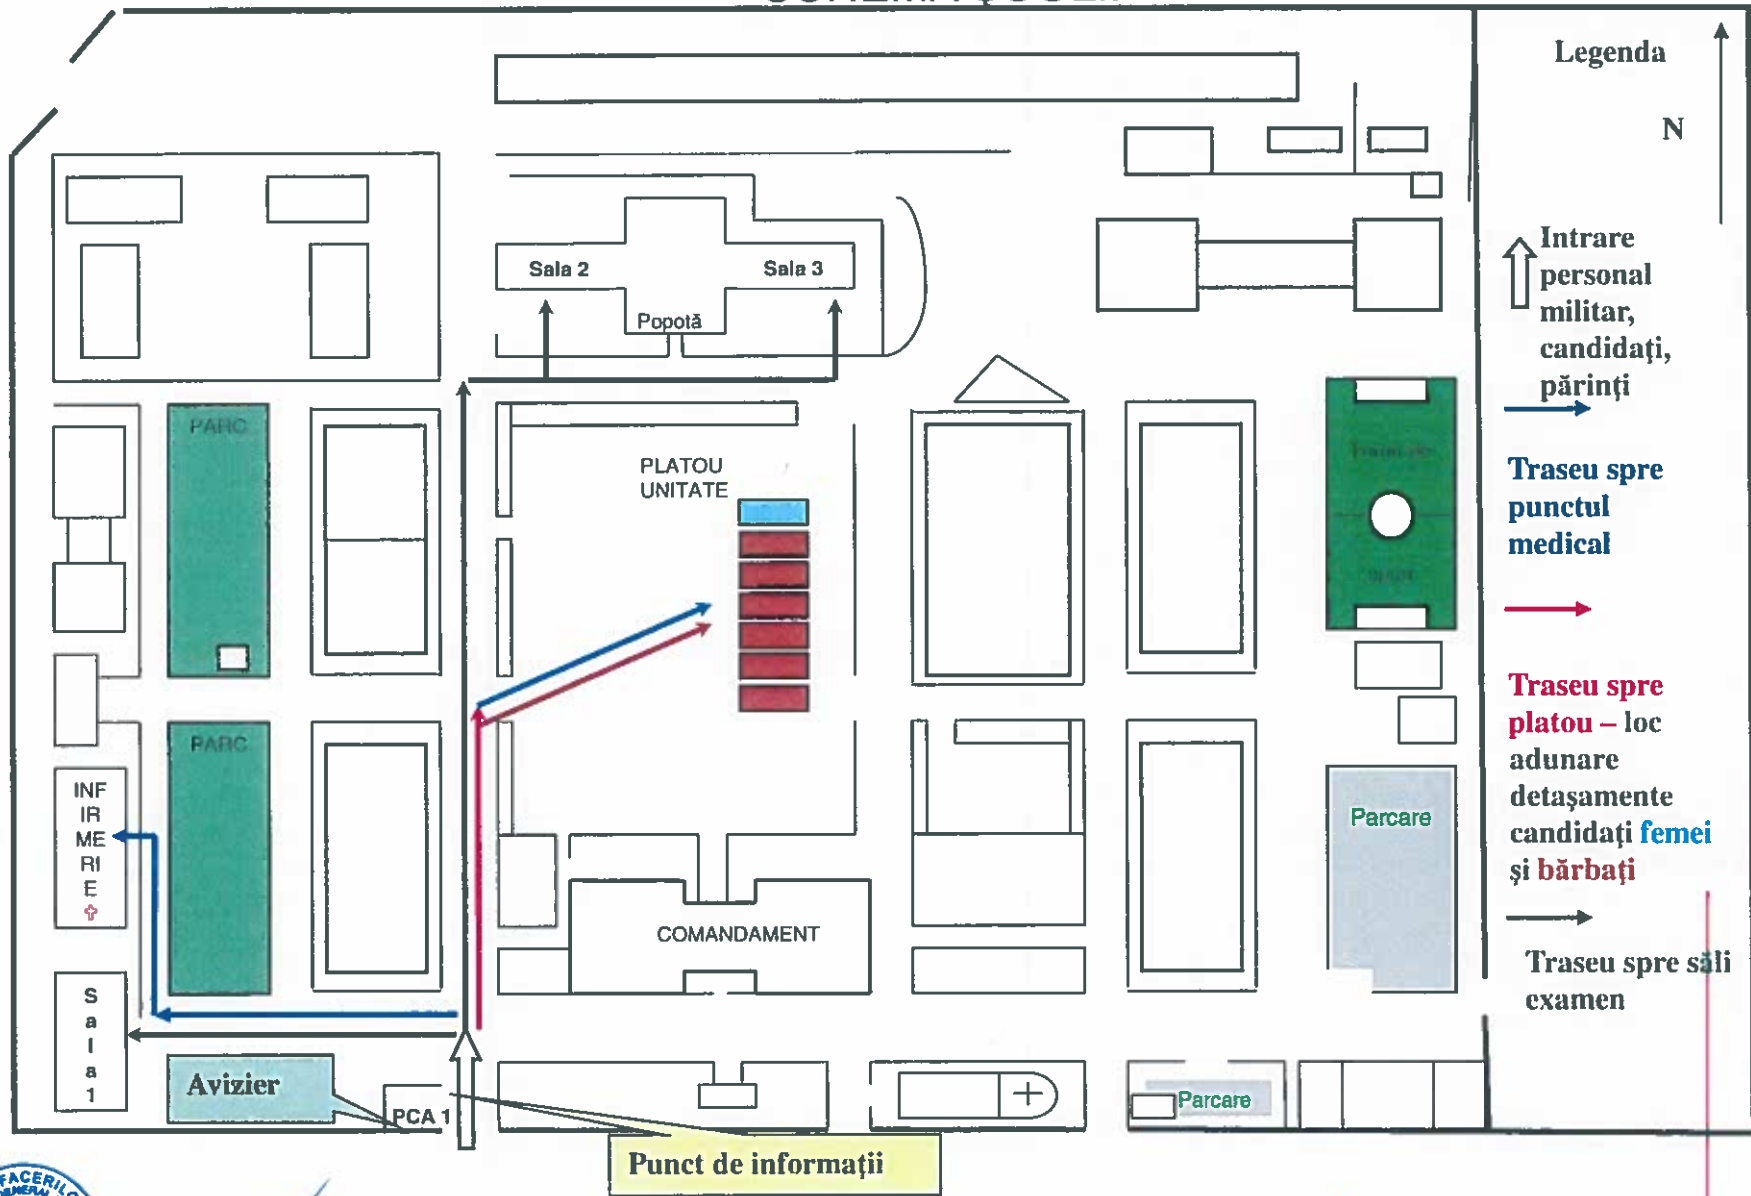 Legenda
N
Intrare
personal
militar,
candidați,
părinți
Traseu spre
punctul
medical
Traseu spre
platou – loc
adunare
detașamente
candidați femei
și bărbați
Traseu spre săli
examen
Sala 2
Sala 3
Popotă
PARC
PLATOU
UNITATE
PARC
INF
IR
ME
RI
E
Parcare
COMANDAMENT
S
a
l
a
1
Avizier
PCA 1
Parcare
Punct de informații